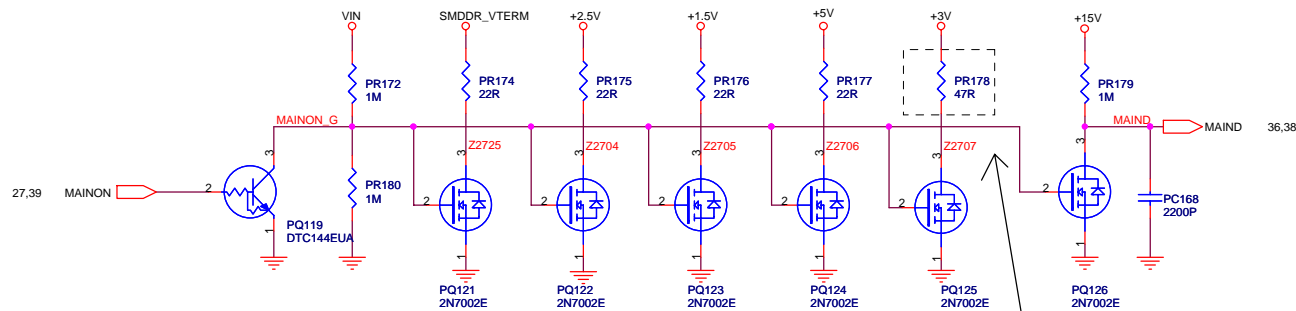 VIN
SMDDR_VTERM
+2.5V
+1.5V
+5V
+3V
+15V
PR172
1M
PR174
22R
PR175
22R
PR176
22R
PR177
22R
PR178
47R
PR179
1M
MAINON_G
MAIND
MAIND
36,38
3
3
Z2725
3
Z2704
3
Z2705
3
Z2706
3
Z2707
3
27,39
MAINON
2
PR180
1M
2
2
2
2
2
2
PC168
2200P
1
PQ119
DTC144EUA
1
1
1
1
1
1
PQ121
2N7002E
PQ122
2N7002E
PQ123
2N7002E
PQ124
2N7002E
PQ125
2N7002E
PQ126
2N7002E